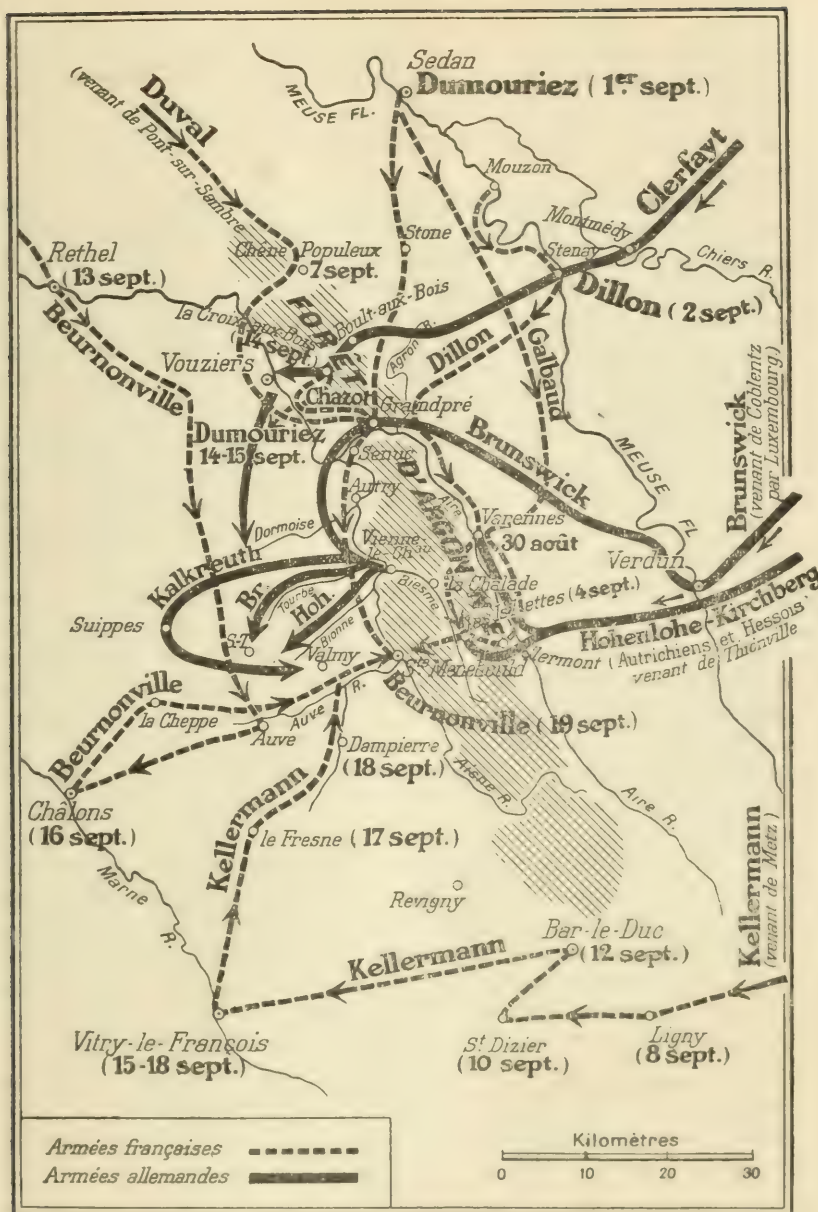 Sedan
Dumouriez (1er sept.)
MEUSE FL.
Duval
(venant de Pont-sur-Sambre)
Mouzon
Clerfayt
Montmédy
Stenay
Chiers R.
Stone
Dillon (2 sept.)
Chêne Populeux
7 sept.
Rethel
(13 sept.)
Beurnonville
la Croix-aux-Bois
(14 sept.)
FORET
Boult-aux-Bois
Agron R.
Dillon
Galbaud
Vouziers
Chazot
Grandpré
Dumouriez
14-15 sept.
Brunswick
MEUSE FL
Brunswick
(venant de Coblentz
par Luxembourg)
Senuc
D'ARGONNE
Autry
Aire
Varennes
30 août
Verdun
Dormoise
Vienne-
le-Chau
Kalkreuth
Biesme
la Chalade
Br.
Tourbe
Hoh.
Bionne
(4 sept.)
Hohenlohe-Kirchberg
(Autrichiens et Hessois
venant de Thionville
Clermont
Suippes
S-T
Valmy
Ste Menehould
Beurnonville
Beurnonville (19 sept.)
la Cheppe
Auve R.
Auve
Dampierre
(18 sept.)
Aisne R.
Aire R.
Châlons
(16 sept.)
Kellermann
le Fresne (17 sept.)
Marne R.
Revigny
Bar-le-Duc
(12 sept.)
Kellermann
Kellermann
(venant de Metz)
Vitry-le-François
(15-18 sept.)
St Dizier
(10 sept.)
Ligny
(8 sept.)
Armées françaises
Armées allemandes
Kilomètres
0 10 20 30